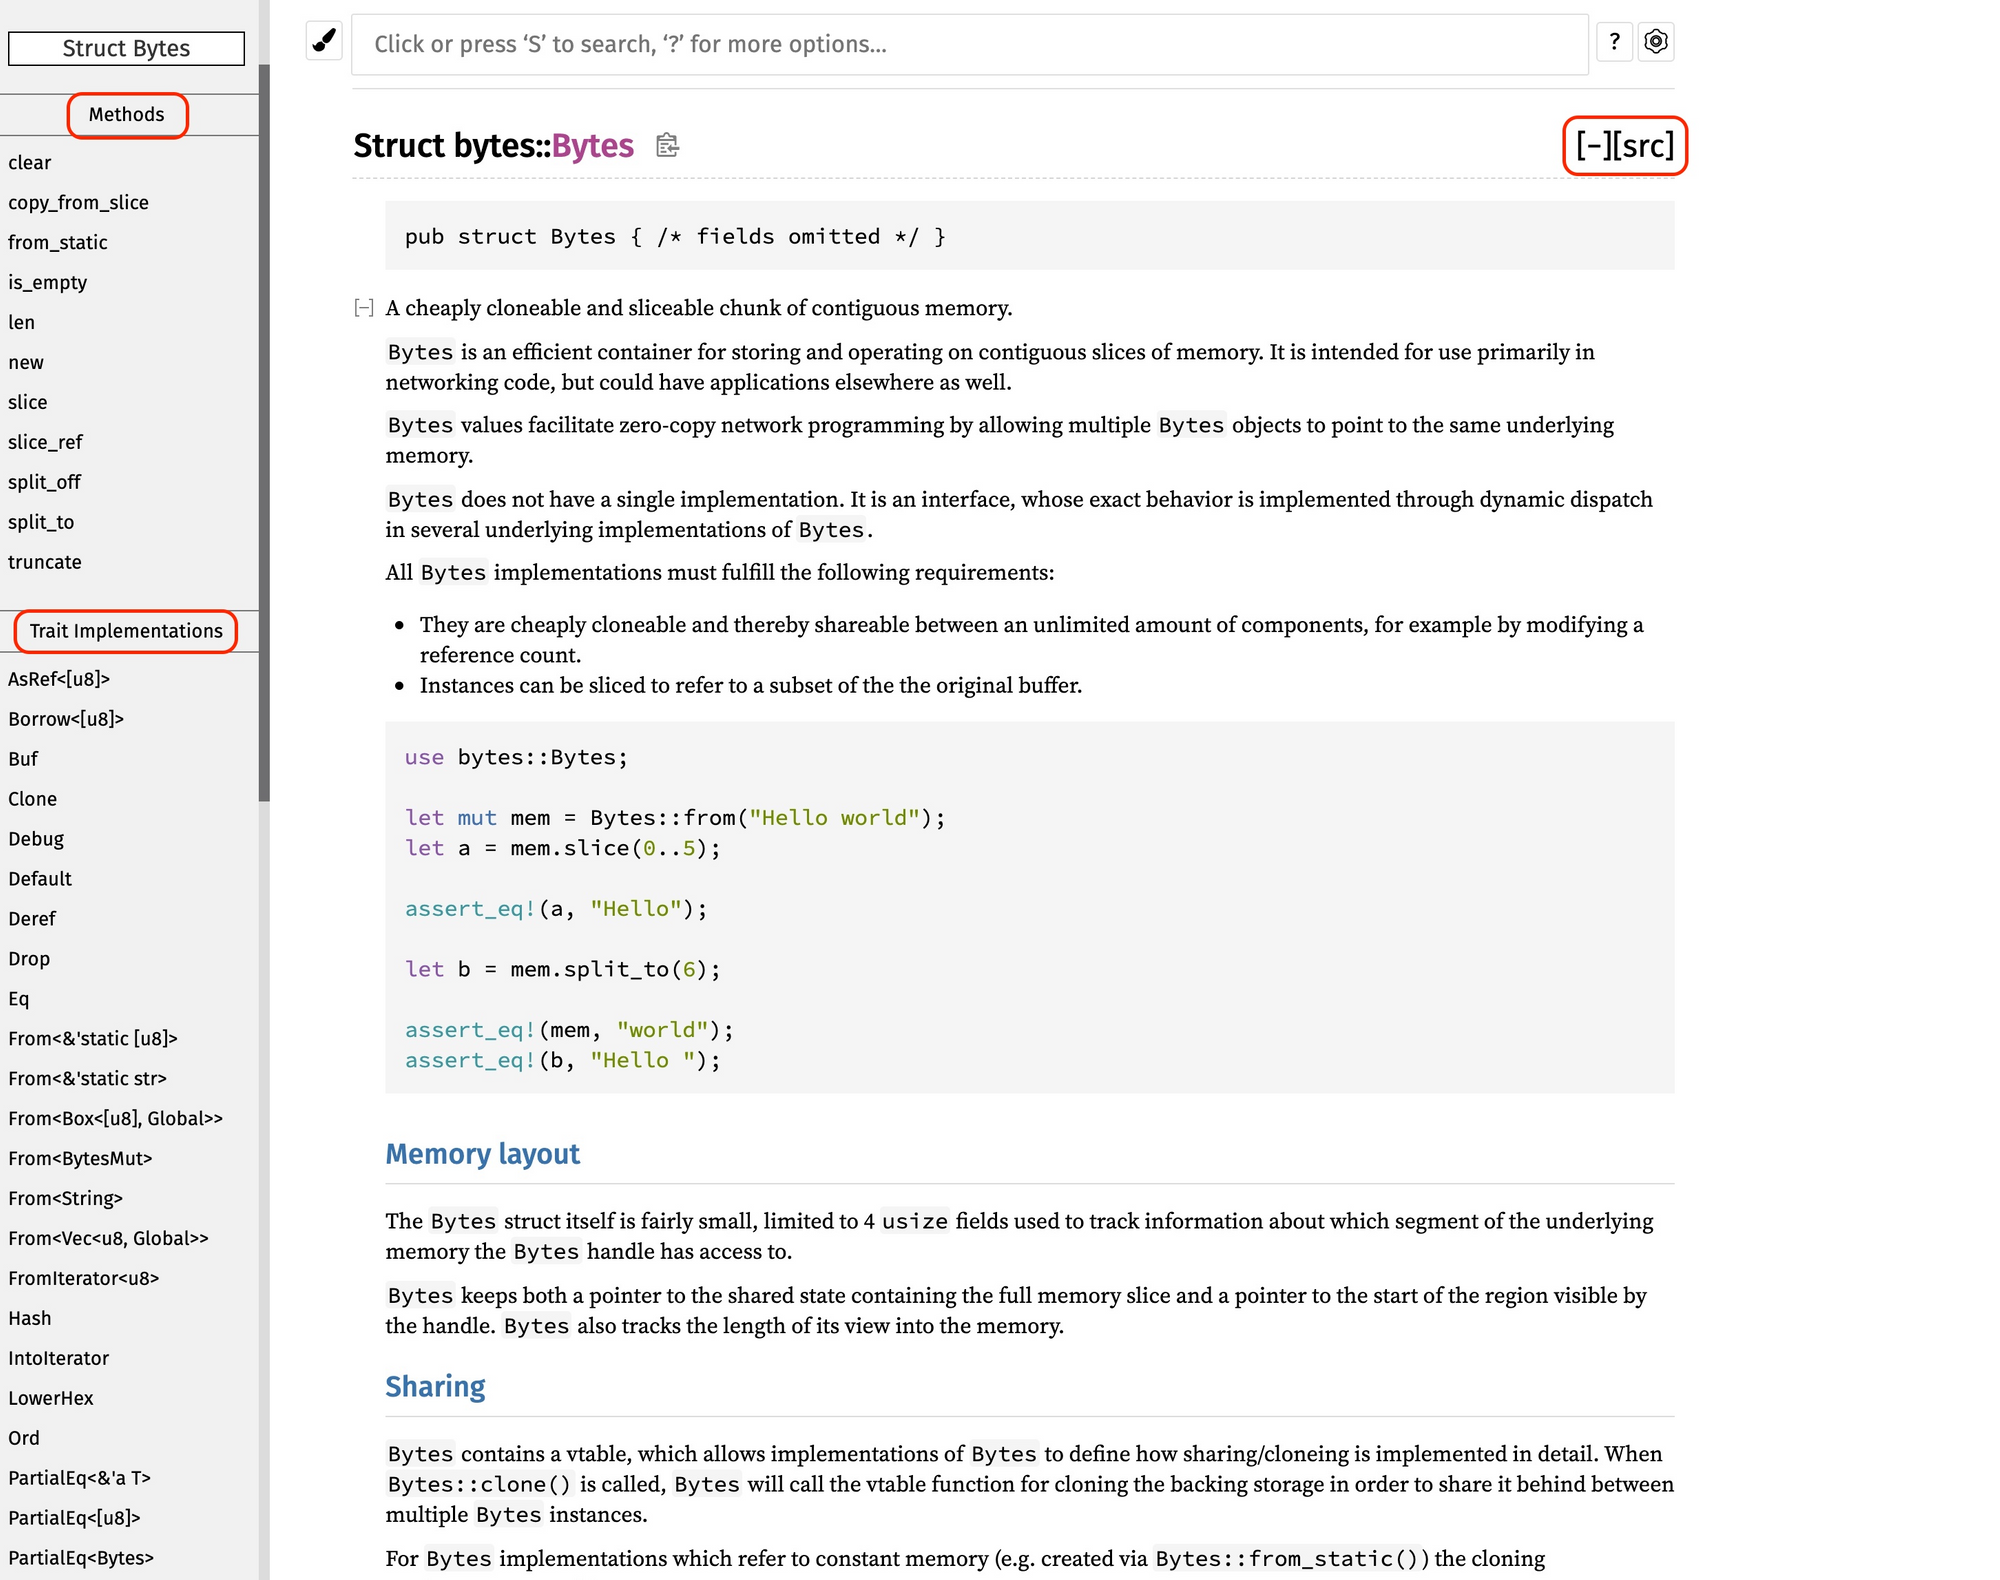 Struct Bytes
Methods
clear
copy_from_slice
from_static
is_empty
len
new
slice
slice_ref
split_off
split_to
truncate
Trait Implementations
AsRef<[u8]>
Borrow<[u8]>
Buf
Clone
Debug
Default
Deref
Drop
Eq
From<&'static [u8]>
From<&'static str>
From<Box<[u8], Global>>
From<BytesMut>
From<String>
From<Vec<u8, Global>>
FromIterator<u8>
Hash
IntoIterator
LowerHex
Ord
PartialEq<&'a T>
PartialEq<[u8]>
PartialEq<Bytes>
Click or press ‘S’ to search, ‘?’ for more options…
?
Struct bytes::Bytes
[−][src]
pub struct Bytes { /* fields omitted */ }
[−] A cheaply cloneable and sliceable chunk of contiguous memory.
Bytes is an efficient container for storing and operating on contiguous slices of memory. It is intended for use primarily in
networking code, but could have applications elsewhere as well.
Bytes values facilitate zero-copy network programming by allowing multiple Bytes objects to point to the same underlying
memory.
Bytes does not have a single implementation. It is an interface, whose exact behavior is implemented through dynamic dispatch
in several underlying implementations of Bytes.
All Bytes implementations must fulfill the following requirements:
• They are cheaply cloneable and thereby shareable between an unlimited amount of components, for example by modifying a
reference count.
• Instances can be sliced to refer to a subset of the the original buffer.
use bytes::Bytes;
let mut mem = Bytes::from("Hello world");
let a = mem.slice(0..5);
assert_eq!(a, "Hello");
let b = mem.split_to(6);
assert_eq!(mem, "world");
assert_eq!(b, "Hello ");
Memory layout
The Bytes struct itself is fairly small, limited to 4 usize fields used to track information about which segment of the underlying
memory the Bytes handle has access to.
Bytes keeps both a pointer to the shared state containing the full memory slice and a pointer to the start of the region visible by
the handle. Bytes also tracks the length of its view into the memory.
Sharing
Bytes contains a vtable, which allows implementations of Bytes to define how sharing/cloneing is implemented in detail. When
Bytes::clone() is called, Bytes will call the vtable function for cloning the backing storage in order to share it behind between
multiple Bytes instances.
For Bytes implementations which refer to constant memory (e.g. created via Bytes::from_static()) the cloning